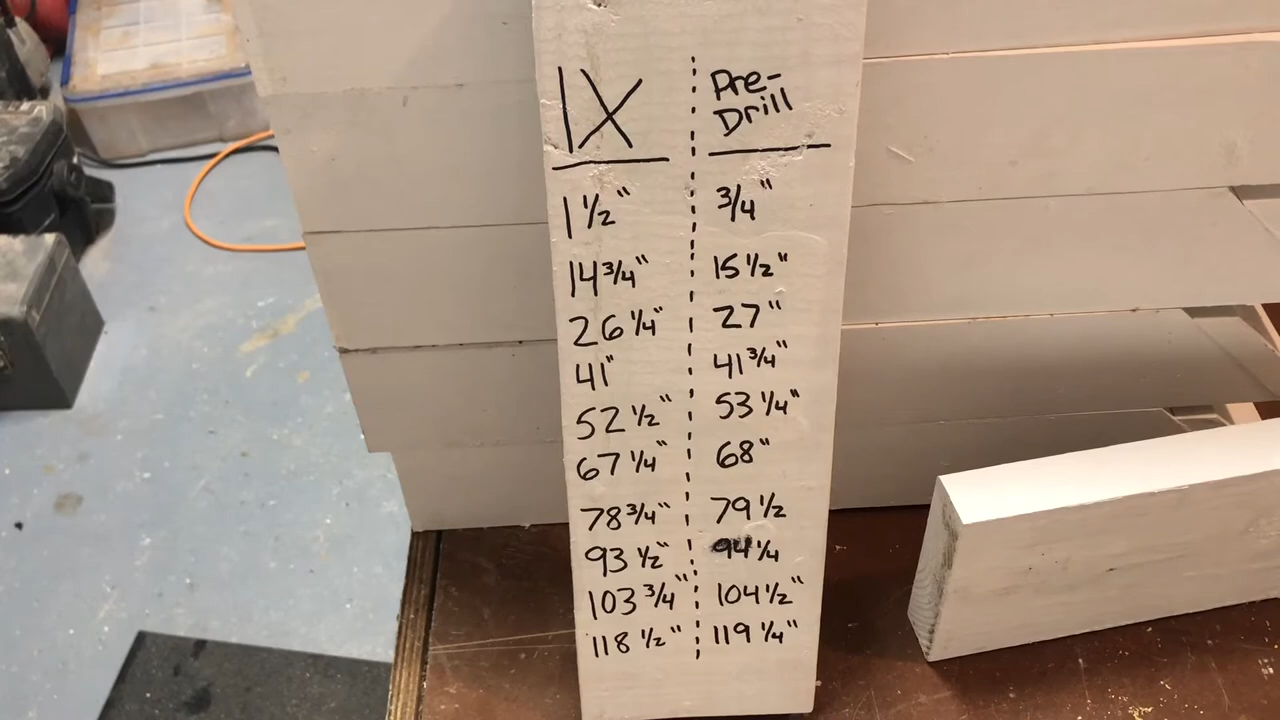 1X Pre-Drill
1 1/2" 3/4"
14 3/4" 15 1/2"
26 1/4" 27"
41" 41 3/4"
52 1/2" 53 1/4"
67 1/4" 68"
78 3/4" 79 1/2
93 1/2" 94 1/4
103 3/4" 104 1/2"
118 1/2" 119 1/4"